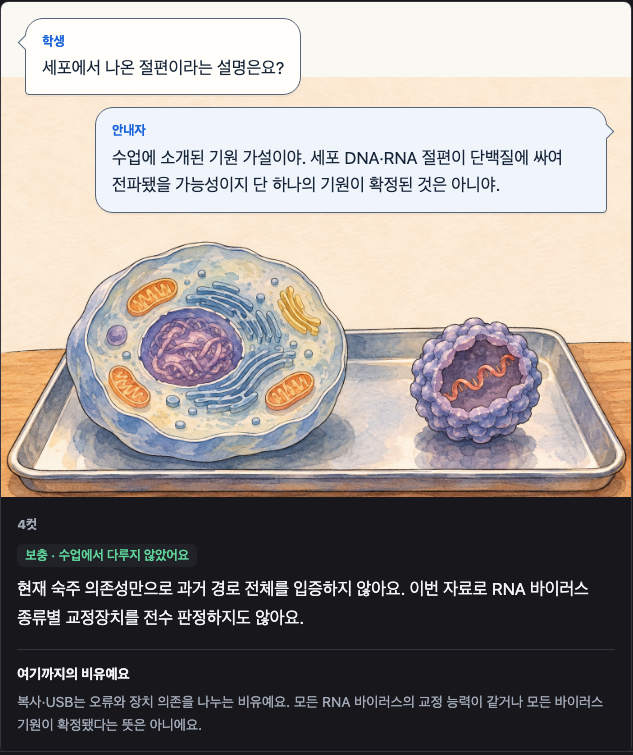 학생
세포에서 나온 절편이라는 설명은요?
안내자
수업에 소개된 기원 가설이야. 세포 DNA·RNA 절편이 단백질에 싸여
전파됐을 가능성이지 단 하나의 기원이 확정된 것은 아니야.
4컷
보충 · 수업에서 다루지 않았어요
현재 숙주 의존성만으로 과거 경로 전체를 입증하지 않아요. 이번 자료로 RNA 바이러스
종류별 교정장치를 전수 판정하지도 않아요.
여기까지의 비유예요
복사·USB는 오류와 장치 의존을 나누는 비유예요. 모든 RNA 바이러스의 교정 능력이 같거나 모든 바이러스
기원이 확정됐다는 뜻은 아니에요.